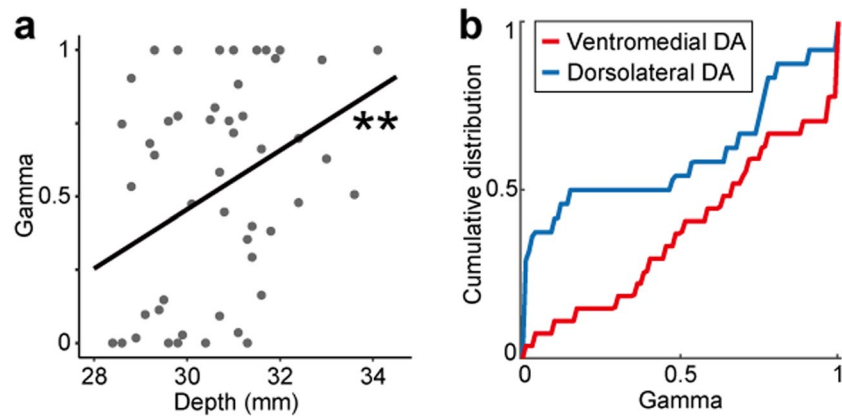 a
Gamma
1
0.5
0
28 30 32 34
Depth (mm)
**
b
Cumulative distribution
1
0.5
0
Ventromedial DA
Dorsolateral DA
0 0.5 1
Gamma